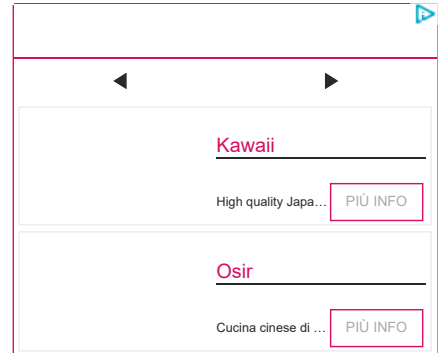 Kawaii
High quality Japa...
PIÙ INFO
Osir
Cucina cinese di ...
PIÙ INFO